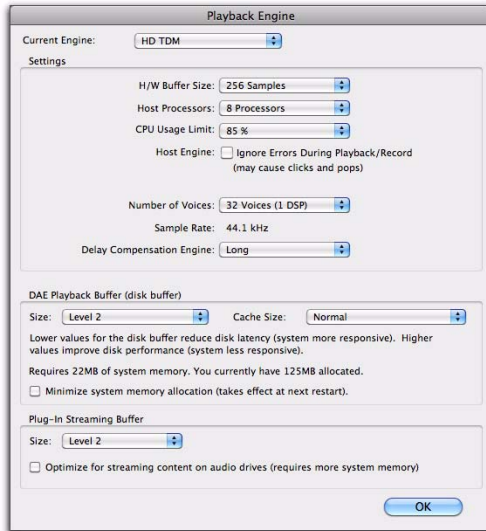 Playback Engine
Current Engine: HD TDM
Settings
H/W Buffer Size: 256 Samples
Host Processors: 8 Processors
CPU Usage Limit: 85 %
Host Engine: Ignore Errors During Playback/Record
(may cause clicks and pops)
Number of Voices: 32 Voices (1 DSP)
Sample Rate: 44.1 kHz
Delay Compensation Engine: Long
DAE Playback Buffer (disk buffer)
Size: Level 2 Cache Size: Normal
Lower values for the disk buffer reduce disk latency (system more responsive). Higher
values improve disk performance (system less responsive).
Requires 22MB of system memory. You currently have 125MB allocated.
Minimize system memory allocation (takes effect at next restart).
Plug-In Streaming Buffer
Size: Level 2
Optimize for streaming content on audio drives (requires more system memory)
OK